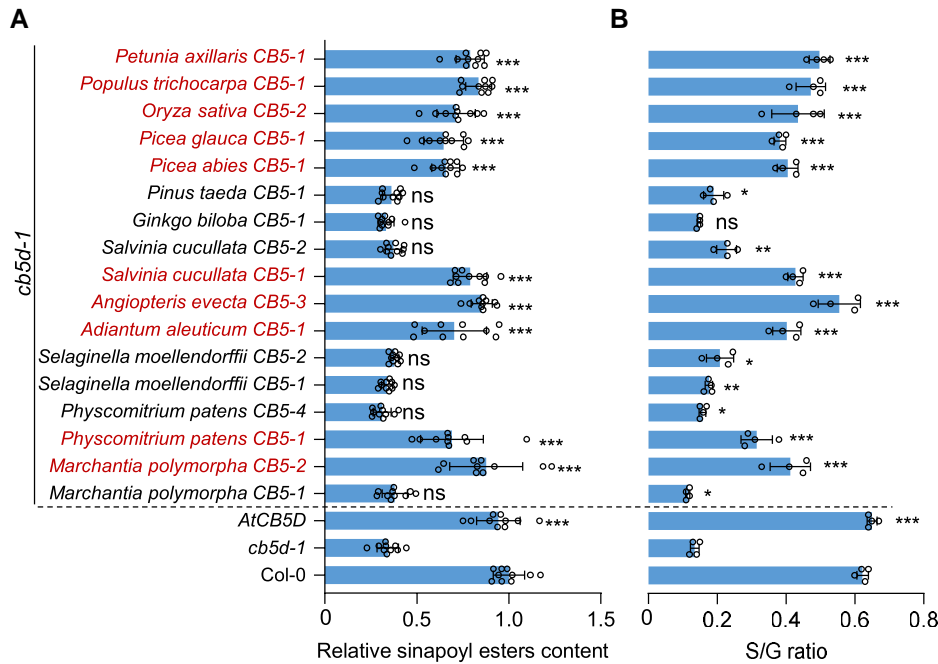 A B
Petunia axillaris CB5-1 *** ***
Populus trichocarpa CB5-1 *** ***
Oryza sativa CB5-2 *** ***
Picea glauca CB5-1 *** ***
Picea abies CB5-1 *** ***
Pinus taeda CB5-1 ns *
Ginkgo biloba CB5-1 ns ns
Salvinia cucullata CB5-2 ns **
Salvinia cucullata CB5-1 *** ***
Angiopteris evecta CB5-3 *** ***
Adiantum aleuticum CB5-1 *** ***
Selaginella moellendorffii CB5-2 ns *
Selaginella moellendorffii CB5-1 ns **
Physcomitrium patens CB5-4 ns *
Physcomitrium patens CB5-1 *** ***
Marchantia polymorpha CB5-2 *** ***
Marchantia polymorpha CB5-1 ns *
cb5d-1
AtCB5D *** ***
cb5d-1
Col-0
0 0.5 1.0 1.5 0 0.2 0.4 0.6 0.8
Relative sinapoyl esters content S/G ratio